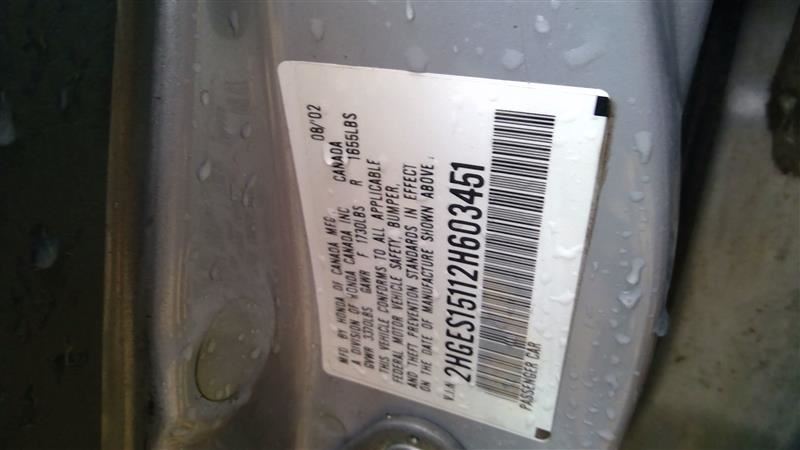 MFG BY HONDA OF CANADA MFG. CANADA 08/'02
A DIVISION OF HONDA CANADA INC
GVWR 3370LBS GAWR F 1730LBS R 1655LBS
THIS VEHICLE CONFORMS TO ALL APPLICABLE
FEDERAL MOTOR VEHICLE SAFETY, BUMPER,
AND THEFT PREVENTION STANDARDS IN EFFECT
ON THE DATE OF MANUFACTURE SHOWN ABOVE.
V.I.N. 2HGES15112H603451
PASSENGER CAR